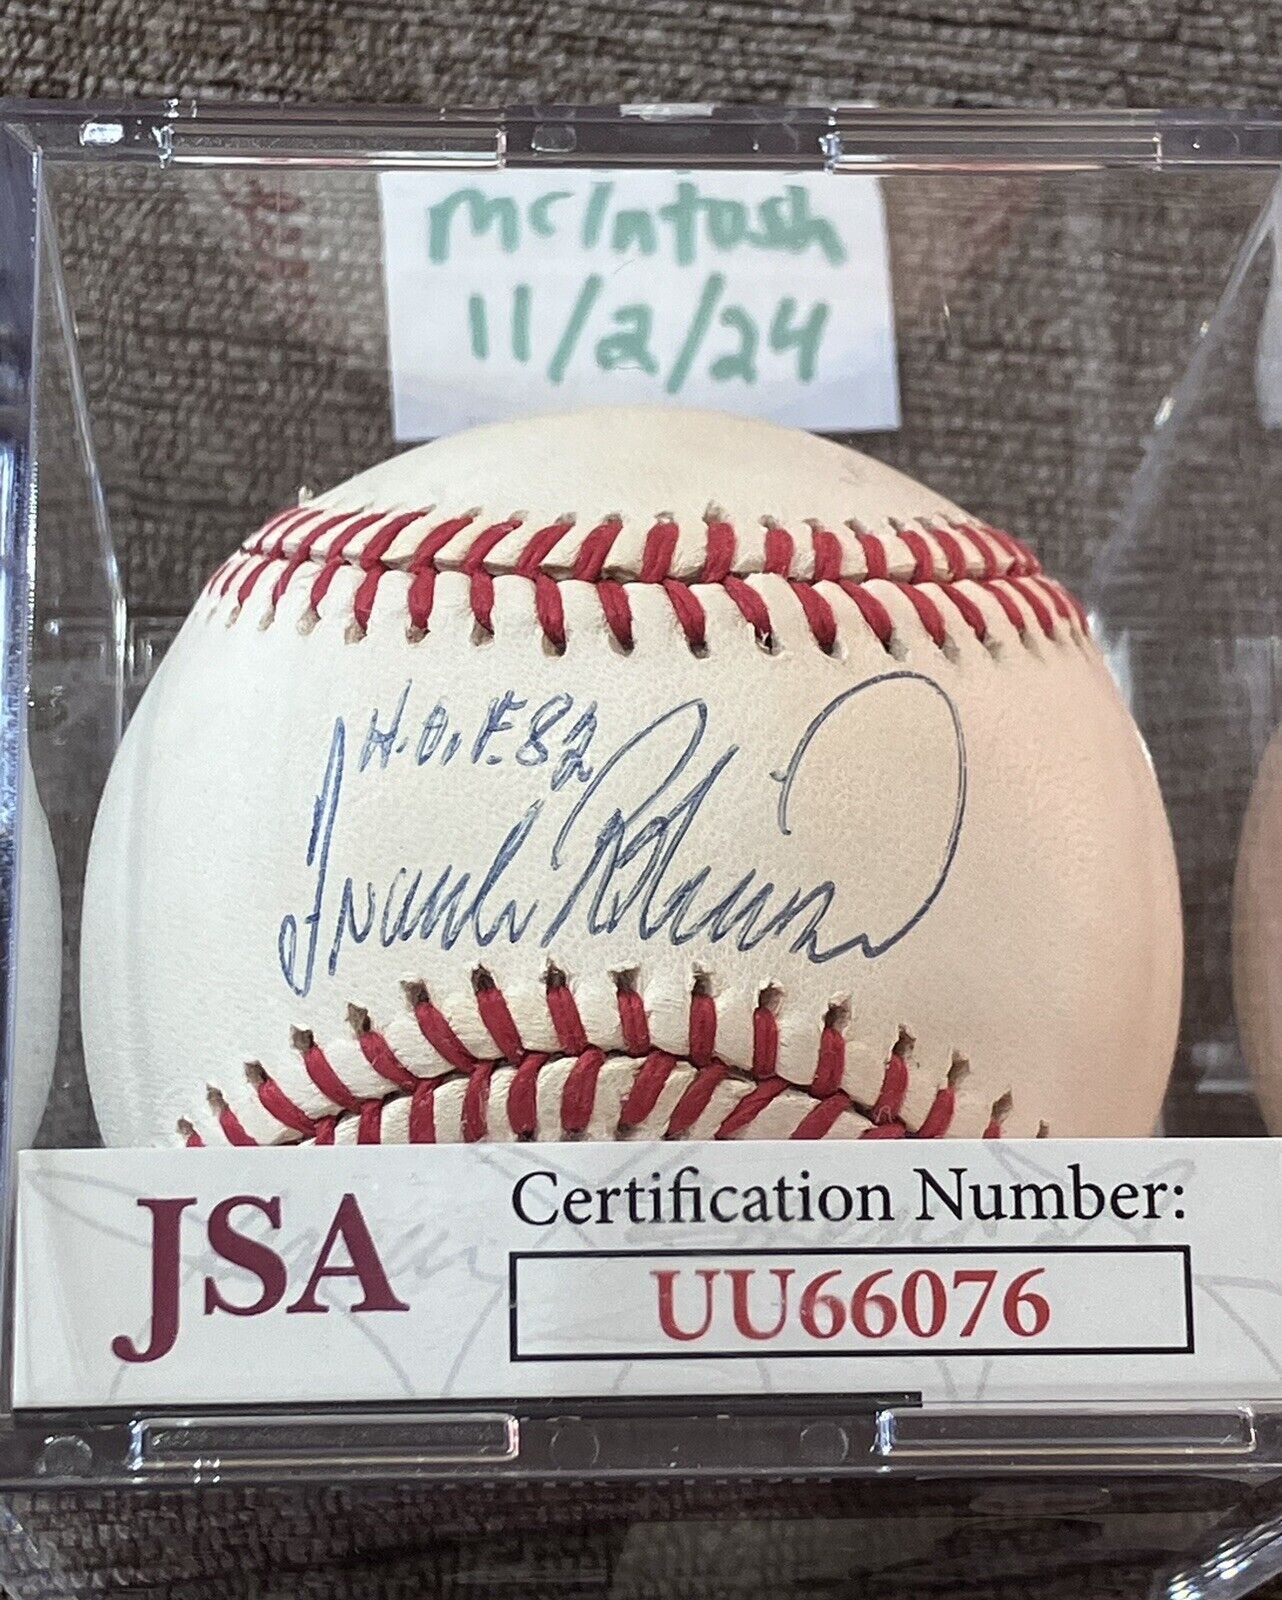 McIntosh
11/2/24
H.O.F. 82
Frank Robinson
JSA
Certification Number:
UU66076